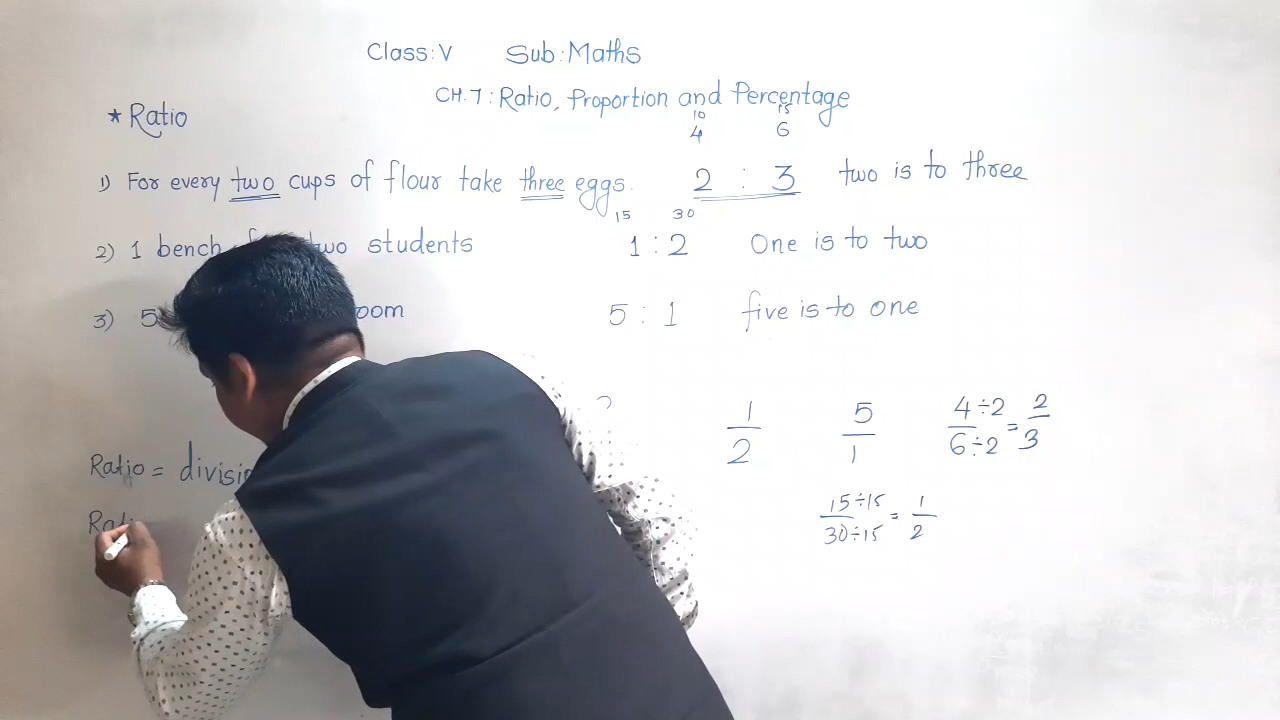 Class: V Sub: Maths
CH. 7 : Ratio, Proportion and Percentage
★ Ratio
10 15
4 6
1) For every two cups of flour take three eggs. 2 : 3 two is to three
15 30
2) 1 bench two students 1 : 2 One is to two
3) 5 5 : 1 five is to one
1/2 5/1 4÷2/6÷2 = 2/3
Ratio =
15÷15/30÷15 = 1/2